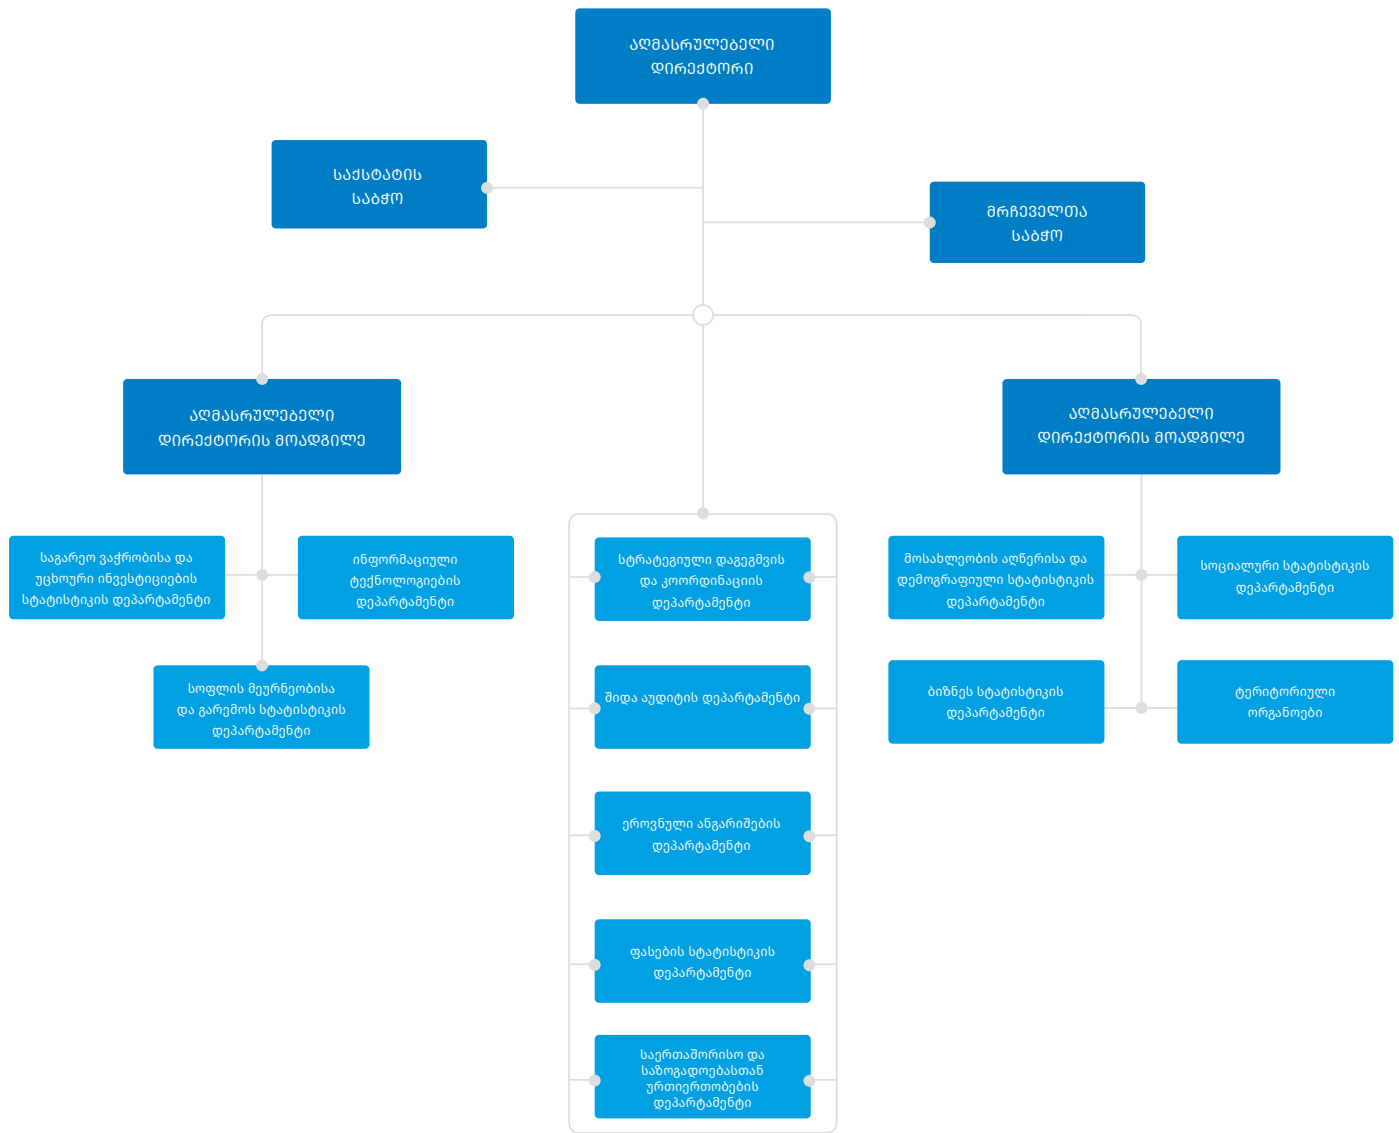 აღმასრულებელი
დირექტორი
საქსტატის
საბჭო
მრჩეველთა
საბჭო
აღმასრულებელი
დირექტორის მოადგილე
აღმასრულებელი
დირექტორის მოადგილე
საგარეო ვაჭრობისა და
უცხოური ინვესტიციების
სტატისტიკის დეპარტამენტი
ინფორმაციული
ტექნოლოგიების
დეპარტამენტი
სოფლის მეურნეობისა
და გარემოს სტატისტიკის
დეპარტამენტი
სტრატეგიული დაგეგმვის
და კოორდინაციის
დეპარტამენტი
შიდა აუდიტის დეპარტამენტი
ეროვნული ანგარიშების
დეპარტამენტი
ფასების სტატისტიკის
დეპარტამენტი
საერთაშორისო და
საზოგადოებასთან
ურთიერთობების
დეპარტამენტი
მოსახლეობის აღწერისა და
დემოგრაფიული სტატისტიკის
დეპარტამენტი
სოციალური სტატისტიკის
დეპარტამენტი
ბიზნეს სტატისტიკის
დეპარტამენტი
ტერიტორიული
ორგანოები